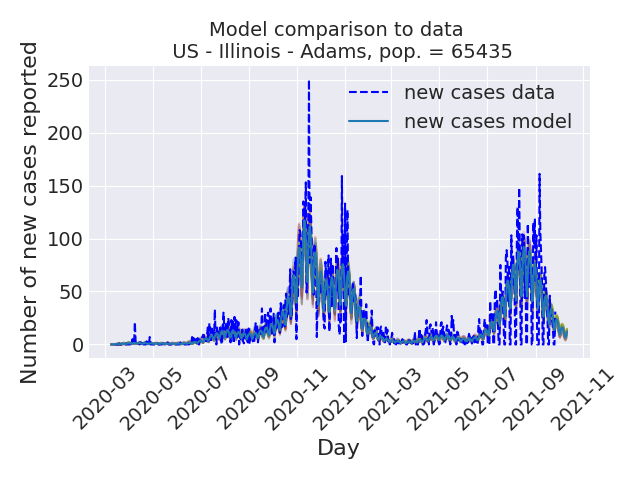 Model comparison to data
US - Illinois - Adams, pop. = 65435
new cases data
new cases model
Number of new cases reported
250
200
150
100
50
0
2020-03
2020-05
2020-07
2020-09
2020-11
2021-01
2021-03
2021-05
2021-07
2021-09
2021-11
Day